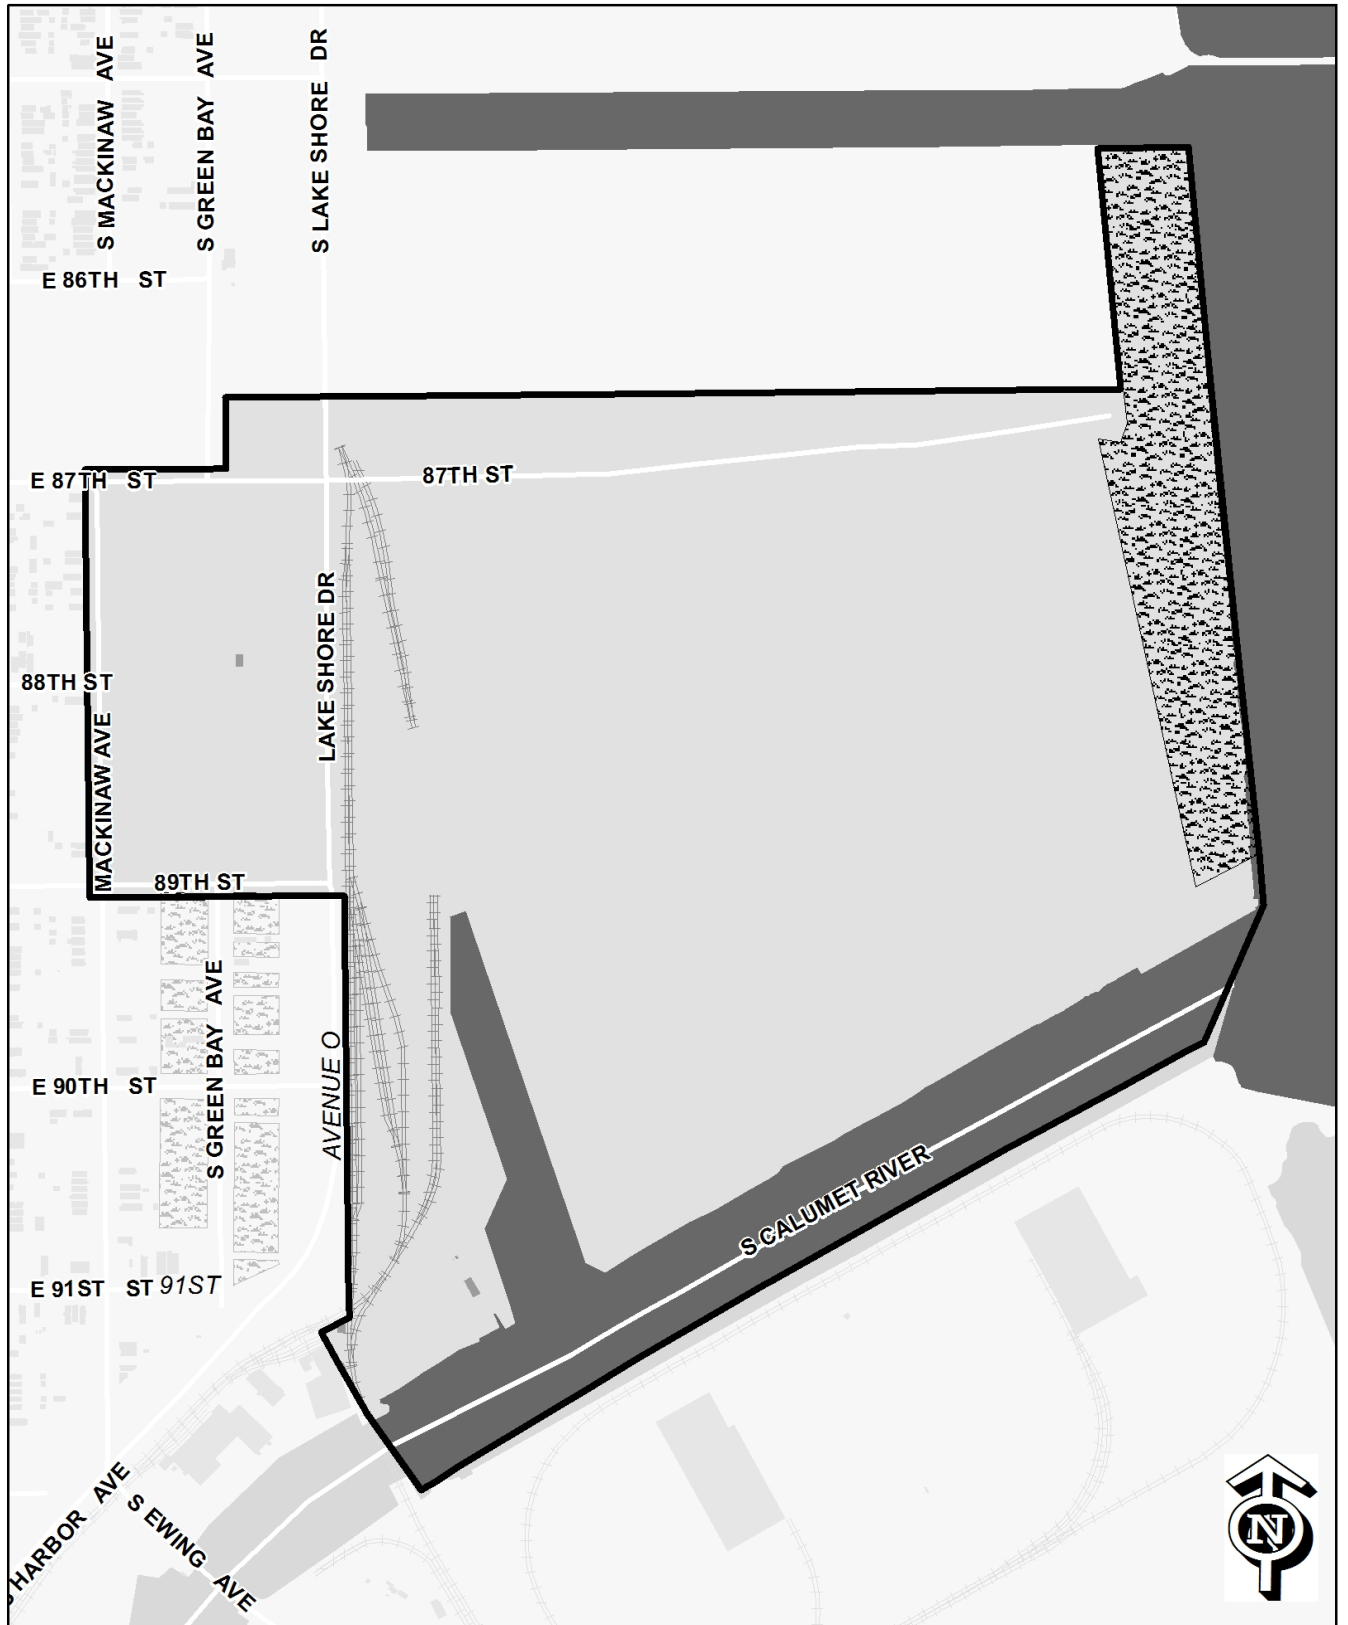 S MACKINAW AVE
S GREEN BAY AVE
S LAKE SHORE DR
E 86TH ST
E 87TH ST
87TH ST
LAKE SHORE DR
88TH ST
MACKINAW AVE
89TH ST
S GREEN BAY AVE
AVENUE O
E 90TH ST
S CALUMET RIVER
E 91ST ST
91ST
S HARBOR AVE
S EWING AVE
N